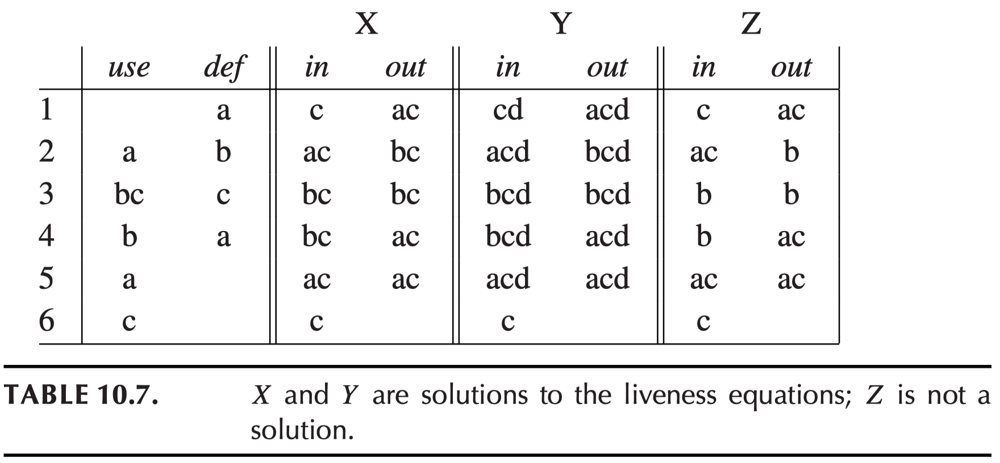 X Y Z
use def in out in out in out
1 a c ac cd acd c ac
2 a b ac bc acd bcd ac b
3 bc c bc bc bcd bcd b b
4 b a bc ac bcd acd b ac
5 a ac ac acd acd ac ac
6 c c c c
TABLE 10.7. X and Y are solutions to the liveness equations; Z is not a
solution.